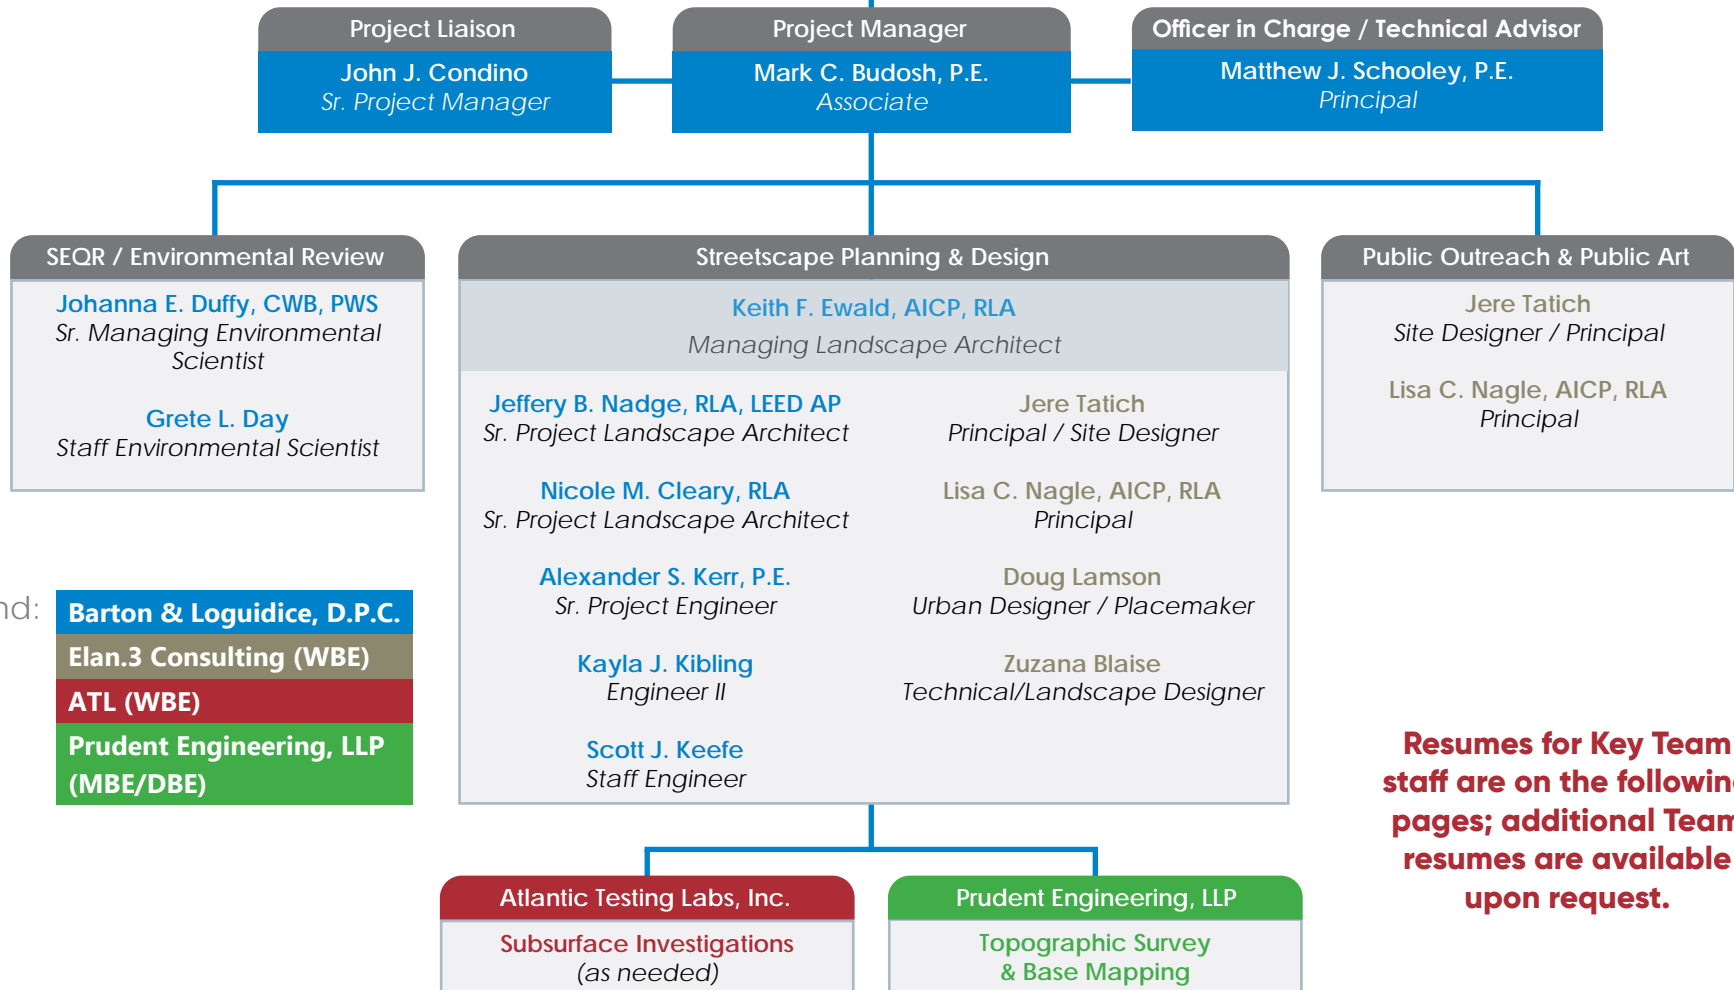 Project Liaison
John J. Condino
Sr. Project Manager
Project Manager
Mark C. Budosh, P.E.
Associate
Officer in Charge / Technical Advisor
Matthew J. Schooley, P.E.
Principal
SEQR / Environmental Review
Johanna E. Duffy, CWB, PWS
Sr. Managing Environmental
Scientist
Grete L. Day
Staff Environmental Scientist
Streetscape Planning & Design
Keith F. Ewald, AICP, RLA
Managing Landscape Architect
Jeffery B. Nadge, RLA, LEED AP
Sr. Project Landscape Architect
Nicole M. Cleary, RLA
Sr. Project Landscape Architect
Alexander S. Kerr, P.E.
Sr. Project Engineer
Kayla J. Kibling
Engineer II
Scott J. Keefe
Staff Engineer
Jere Tatich
Principal / Site Designer
Lisa C. Nagle, AICP, RLA
Principal
Doug Lamson
Urban Designer / Placemaker
Zuzana Blaise
Technical/Landscape Designer
Public Outreach & Public Art
Jere Tatich
Site Designer / Principal
Lisa C. Nagle, AICP, RLA
Principal
nd:
Barton & Loguidice, D.P.C.
Elan.3 Consulting (WBE)
ATL (WBE)
Prudent Engineering, LLP
(MBE/DBE)
Resumes for Key Team
staff are on the following
pages; additional Team
resumes are available
upon request.
Atlantic Testing Labs, Inc.
Subsurface Investigations
(as needed)
Prudent Engineering, LLP
Topographic Survey
& Base Mapping